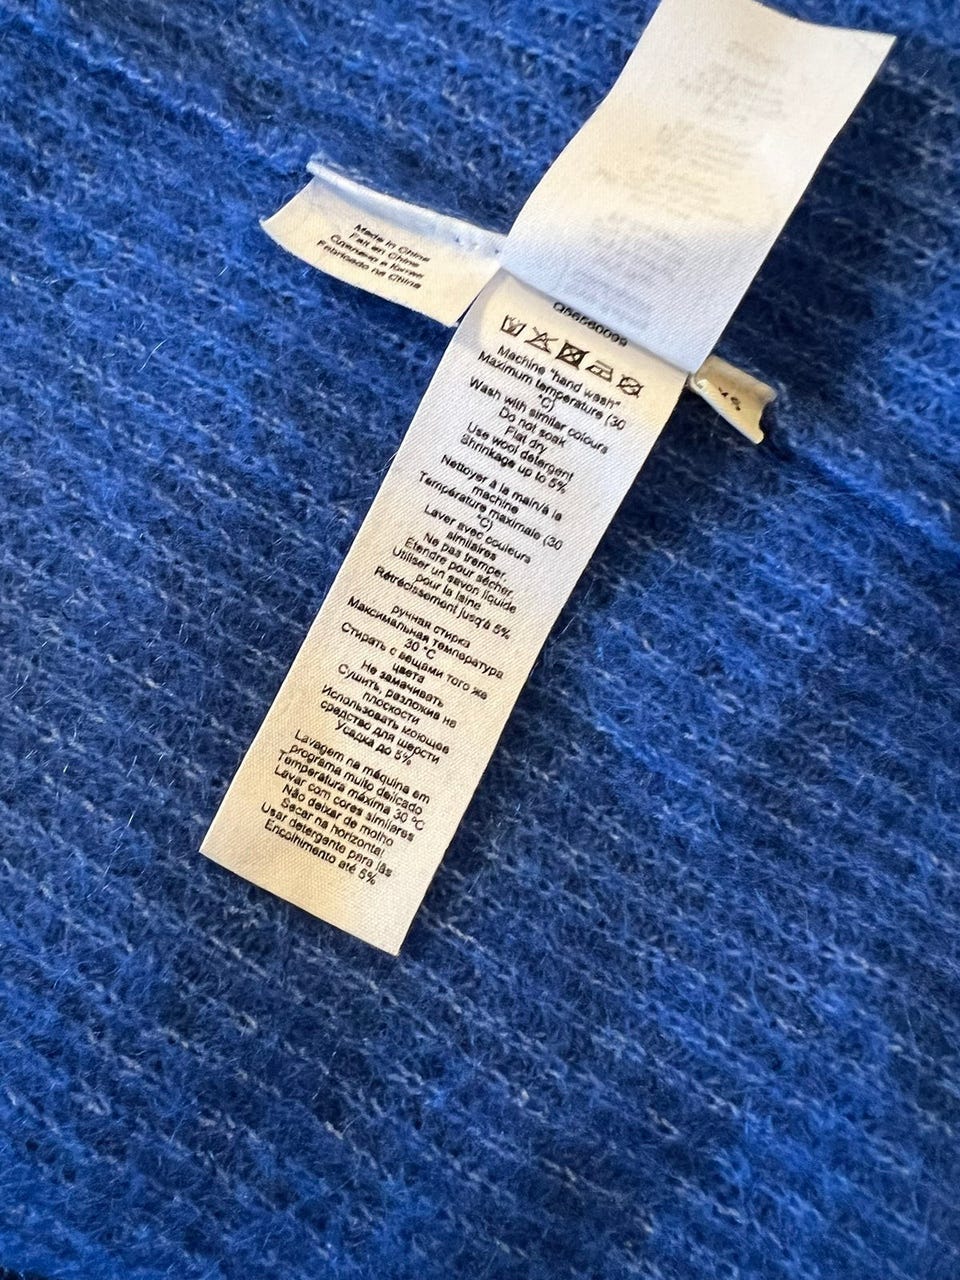 Made in China
Fait en Chine
Сделано в Китае
Fabricado na China
Q56560099
Machine "hand wash"
Maximum temperature (30
°C)
Wash with similar colours
Do not soak
Flat dry
Use wool detergent
Shrinkage up to 5%
Nettoyer à la main/à la
machine
Température maximale (30
°C)
Laver avec couleurs
similaires
Ne pas tremper.
Étendre pour sécher.
Utiliser un savon liquide
pour la laine
Rétrécissement jusq'à 5%
ручная стирка
Максимальная температура
30 °C
Стирать с вещами того же
цвета
Не замачивать
Сушить, разложив на
плоскости
Использовать моющее
средство для шерсти
Усадка до 5%
Lavagem na máquina em
programa muito delicado
Temperatura máxima 30 °C
Lavar com cores similares
Não deixar de molho
Secar na horizontal
Usar detergente para lãs
Encolhimento até 5%